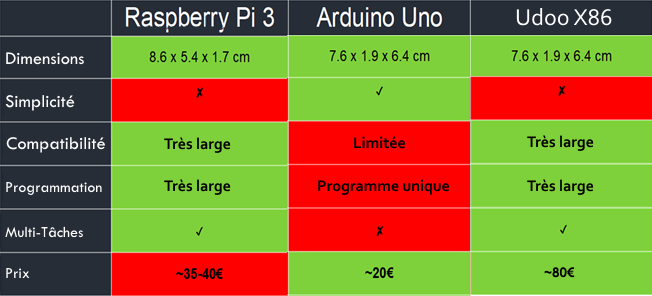 Raspberry Pi 3 Arduino Uno Udoo X86
Dimensions 8.6 x 5.4 x 1.7 cm 7.6 x 1.9 x 6.4 cm 7.6 x 1.9 x 6.4 cm
Simplicité ✗ ✓ ✗
Compatibilité Très large Limitée Très large
Programmation Très large Programme unique Très large
Multi-Tâches ✓ ✗ ✓
Prix ~35-40€ ~20€ ~80€